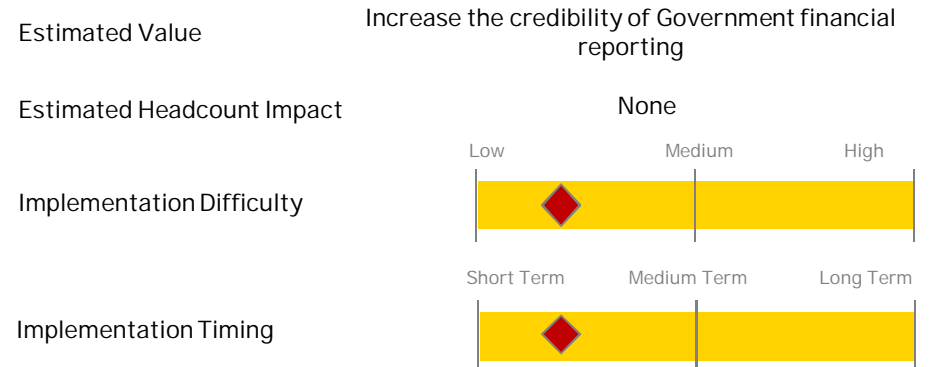 Estimated Value
Increase the credibility of Government financial
reporting
Estimated Headcount Impact
None
Low Medium High
Implementation Difficulty
Short Term Medium Term Long Term
Implementation Timing